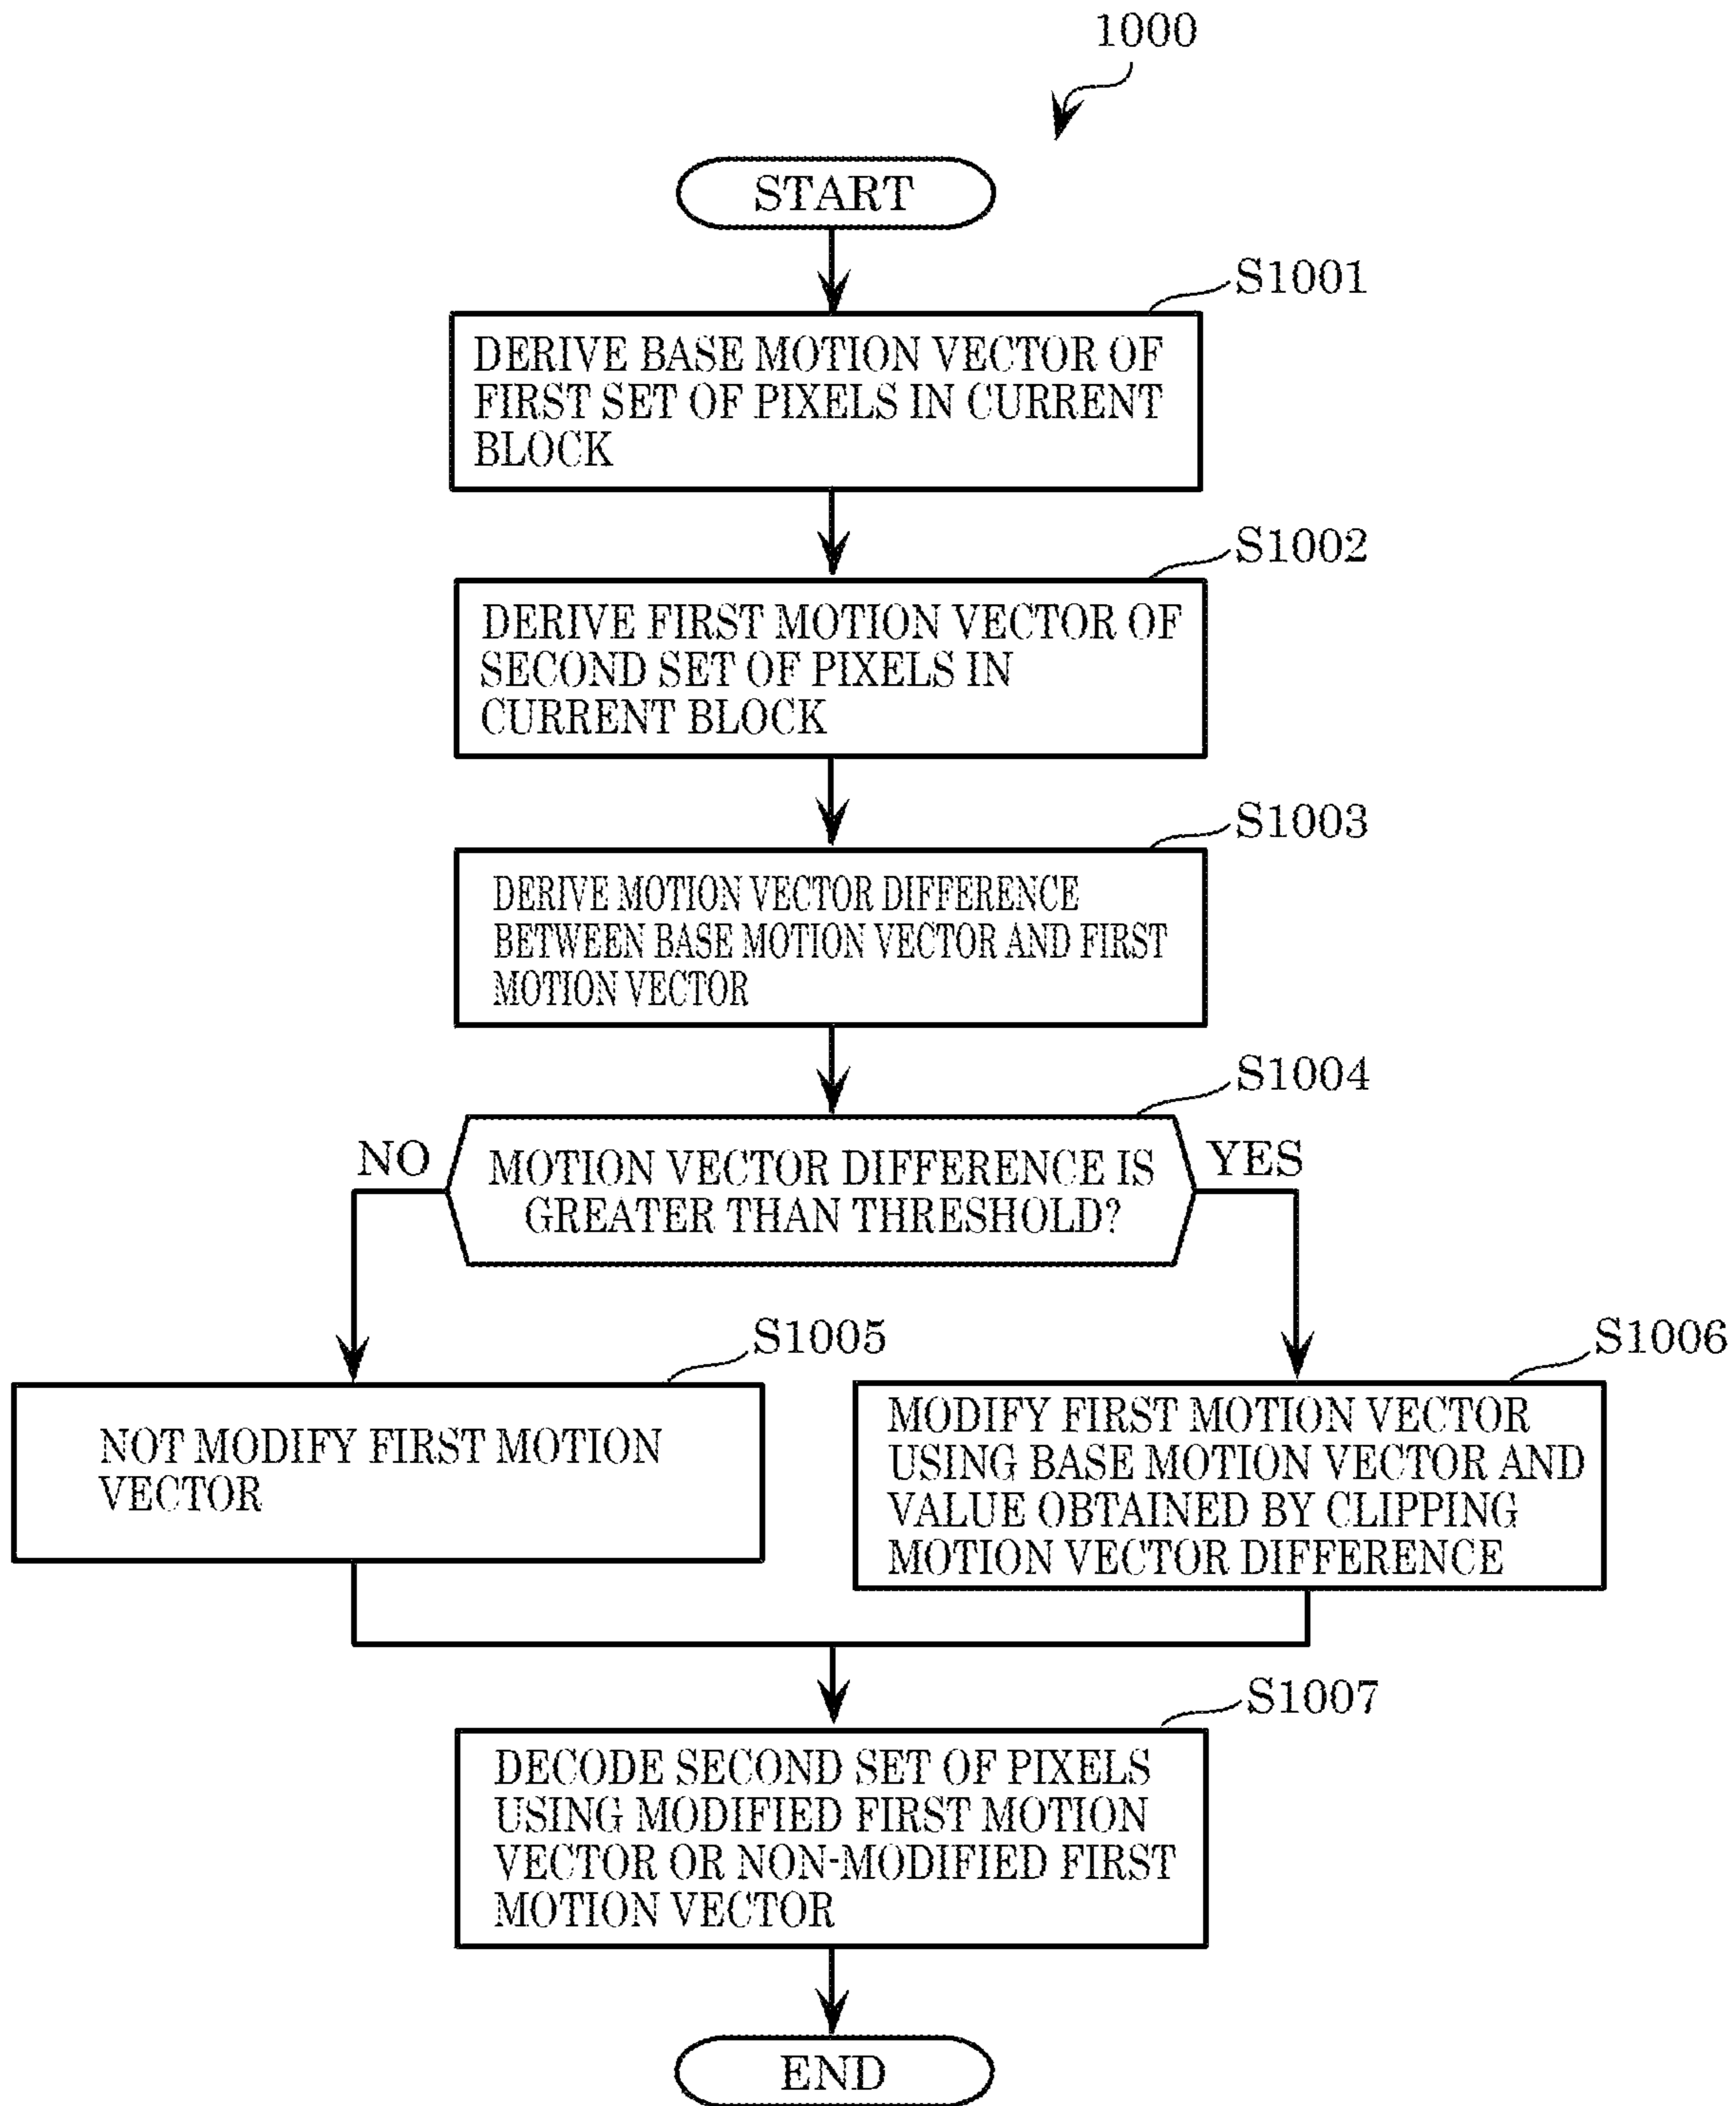 1000
START
S1001
DERIVE BASE MOTION VECTOR OF
FIRST SET OF PIXELS IN CURRENT
BLOCK
S1002
DERIVE FIRST MOTION VECTOR OF
SECOND SET OF PIXELS IN
CURRENT BLOCK
S1003
DERIVE MOTION VECTOR DIFFERENCE
BETWEEN BASE MOTION VECTOR AND FIRST
MOTION VECTOR
S1004
NO
MOTION VECTOR DIFFERENCE IS
GREATER THAN THRESHOLD?
YES
S1005
NOT MODIFY FIRST MOTION
VECTOR
S1006
MODIFY FIRST MOTION VECTOR
USING BASE MOTION VECTOR AND
VALUE OBTAINED BY CLIPPING
MOTION VECTOR DIFFERENCE
S1007
DECODE SECOND SET OF PIXELS
USING MODIFIED FIRST MOTION
VECTOR OR NON-MODIFIED FIRST
MOTION VECTOR
END